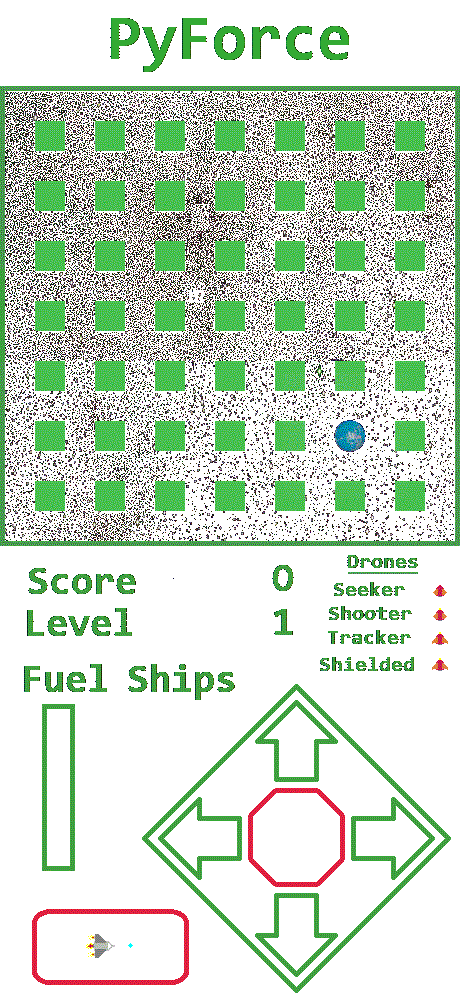 PyForce
Score 0
Level 1
Drones
Seeker
Shooter
Tracker
Shielded
Fuel Ships